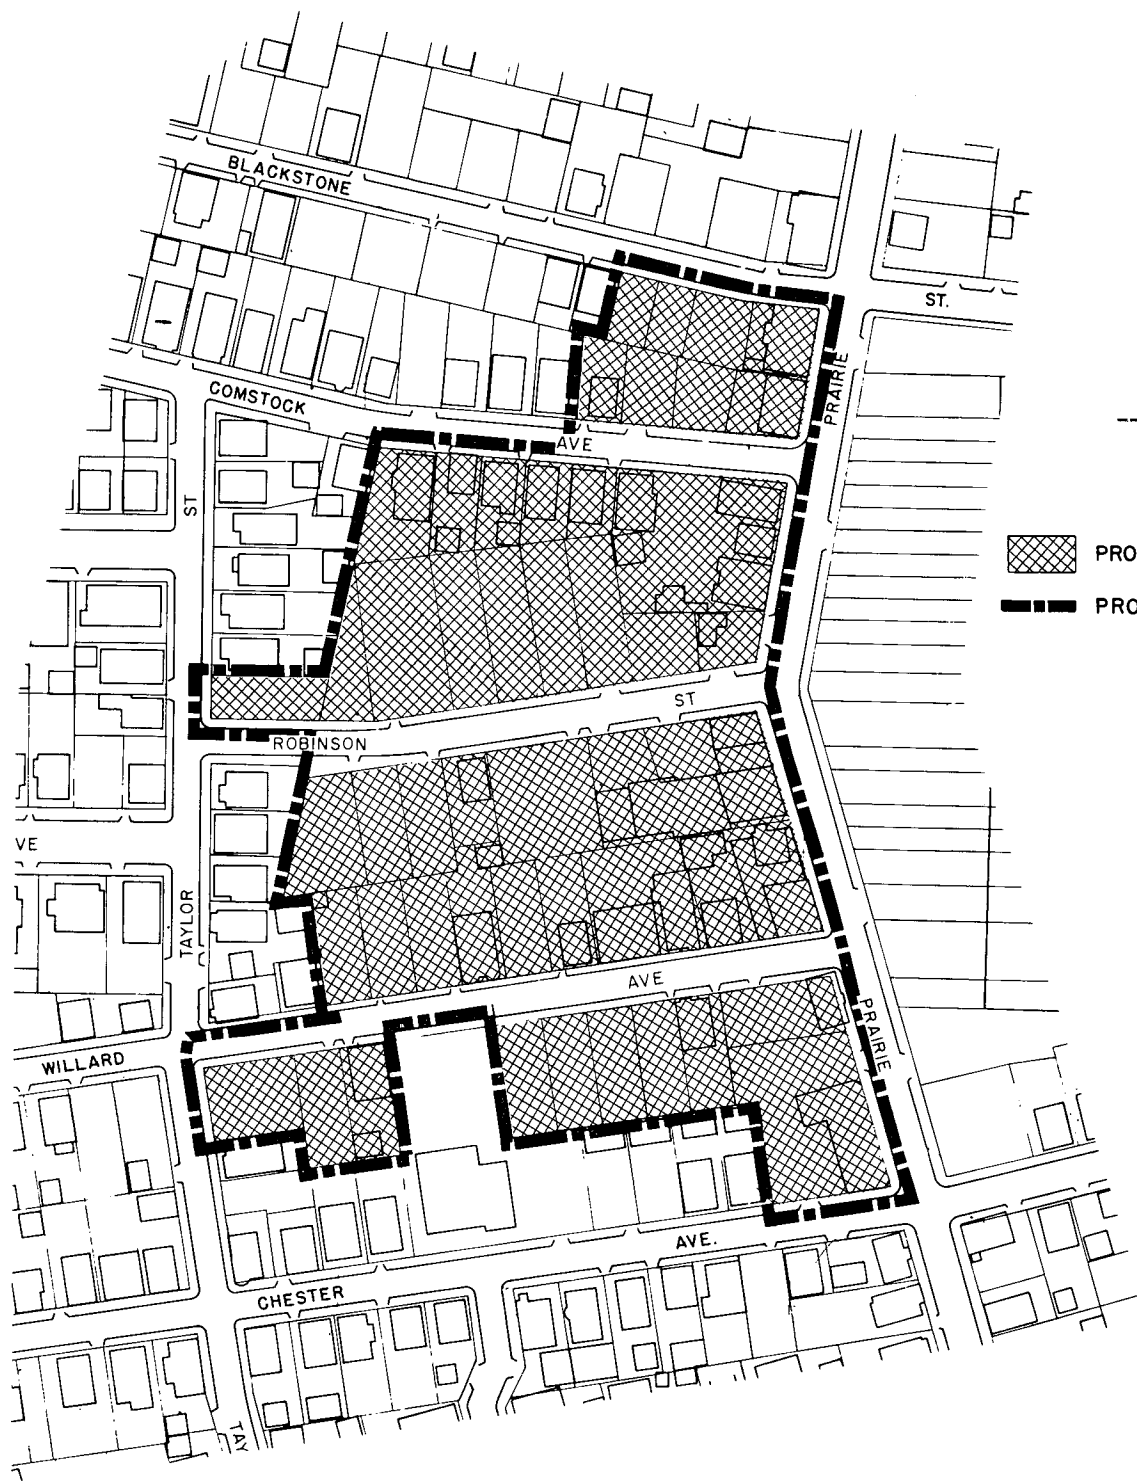 BLACKSTONE
ST.
PRAIRIE
COMSTOCK
AVE
ST
PRO
PRO
ST
ROBINSON
VE
TAYLOR
AVE
PRAIRIE
WILLARD
AVE.
CHESTER
TAY